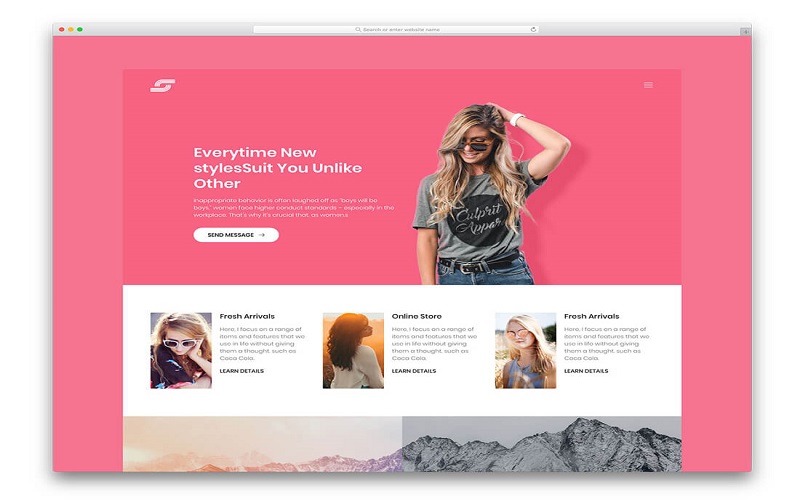 Search or enter website name
Everytime New
stylesSuit You Unlike
Other
Inappropriate behavior is often laughed off as "boys will be
boys," women face higher conduct standards – especially in the
workplace. That's why it's crucial that, as women.s
SEND MESSAGE
Culprit
Appar
Fresh Arrivals
Here, I focus on a range of
items and features that we
use in life without giving
them a thought. such as
Coca Cola.
LEARN DETAILS
Online Store
Here, I focus on a range of
items and features that we
use in life without giving
them a thought. such as
Coca Cola.
LEARN DETAILS
Fresh Arrivals
Here, I focus on a range of
items and features that we
use in life without giving
them a thought. such as
Coca Cola.
LEARN DETAILS